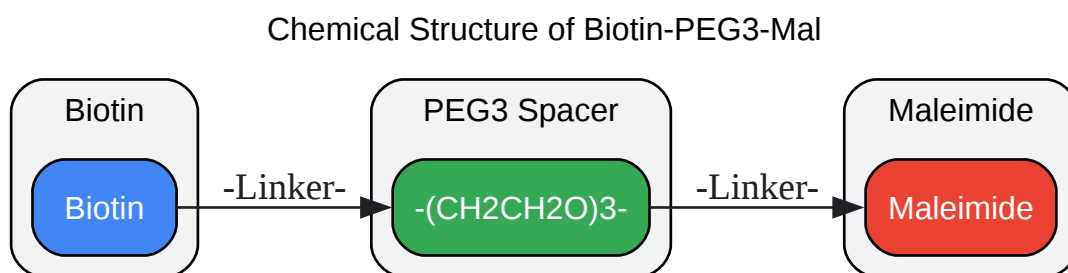 Chemical Structure of Biotin-PEG3-Mal
Biotin
PEG3 Spacer
Maleimide
Biotin
-Linker-
-(CH2CH2O)3-
-Linker-
Maleimide